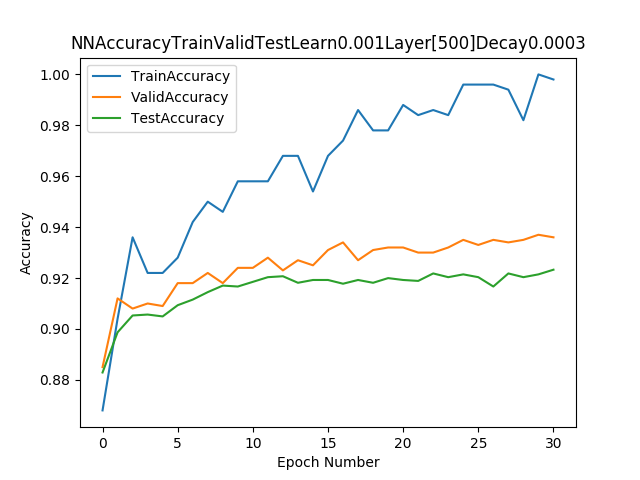 NNAccuracyTrainValidTestLearn0.001Layer[500]Decay0.0003
TrainAccuracy
ValidAccuracy
TestAccuracy
1.00
0.98
0.96
0.94
0.92
0.90
0.88
Accuracy
0 5 10 15 20 25 30
Epoch Number